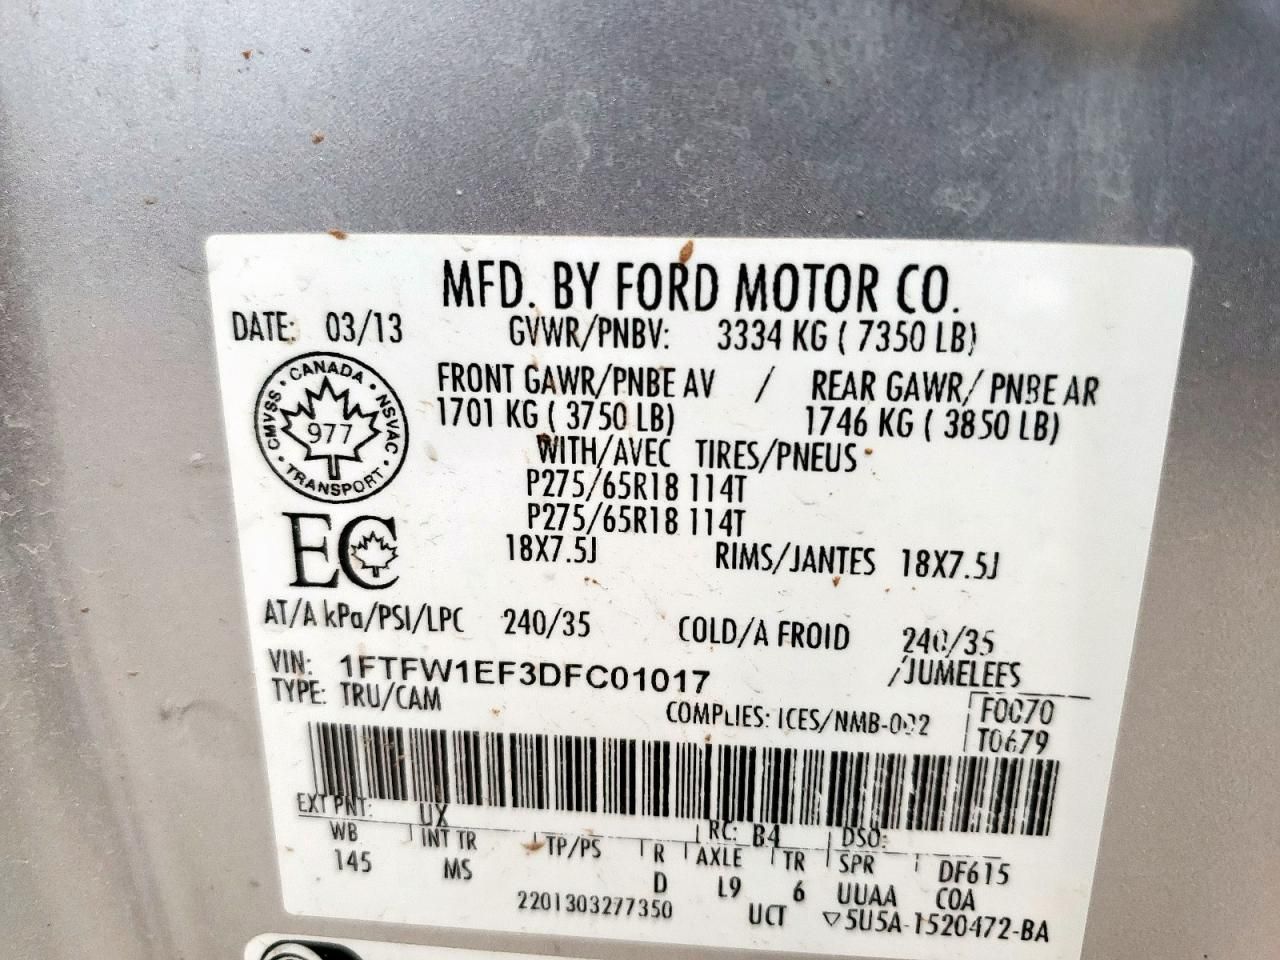 MFD. BY FORD MOTOR CO.
DATE: 03/13
GVWR/PNBV: 3334 KG ( 7350 LB)
FRONT GAWR/PNBE AV / REAR GAWR/ PNBE AR
1701 KG ( 3750 LB) 1746 KG ( 3850 LB)
WITH/AVEC TIRES/PNEUS
P275/65R18 114T
P275/65R18 114T
18X7.5J RIMS/JANTES 18X7.5J
CANADA
CMVSS NSVAC
977
TRANSPORT
EC
AT/A kPa/PSI/LPC 240/35 COLD/A FROID 240/35
VIN: 1FTFW1EF3DFC01017 /JUMELEES
TYPE: TRU/CAM
COMPLIES: ICES/NMB-002
F0070
T0679
EXT PNT: UX RC: B4 DSO:
WB INT TR TP/PS R AXLE TR SPR DF615
145 MS D L9 6 UUAA COA
2201303277350 UCT ▽5U5A-1520472-BA